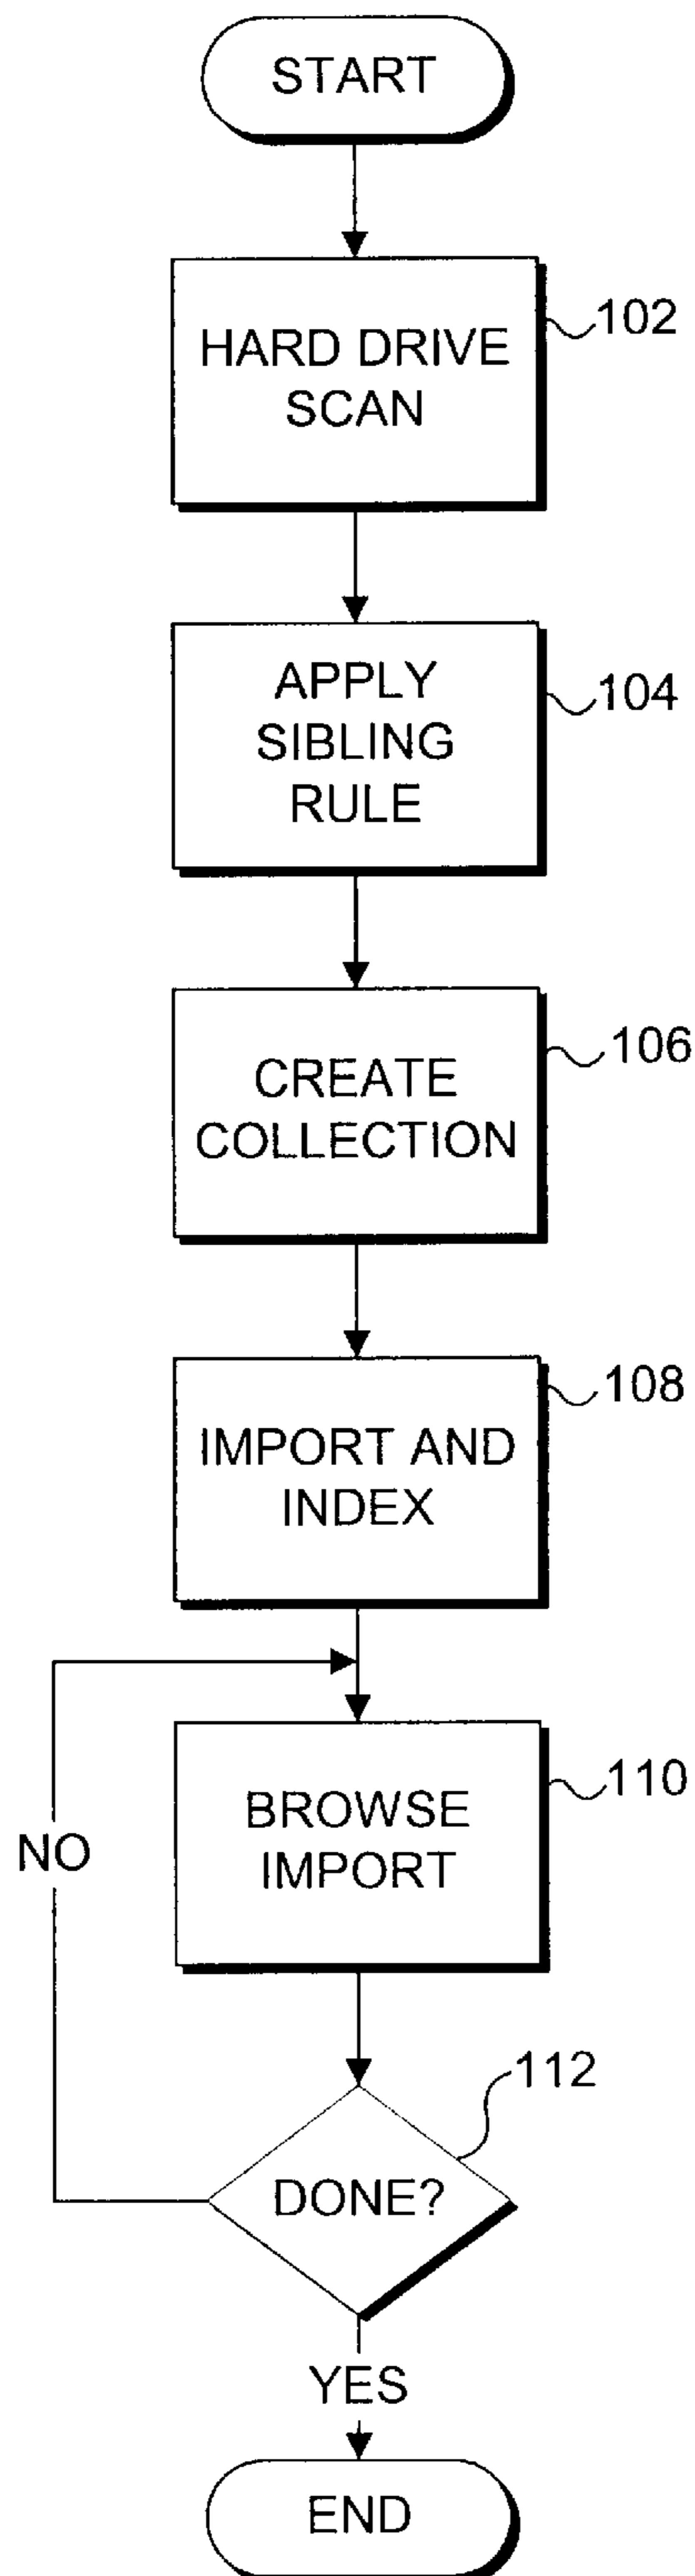 START
HARD DRIVE
SCAN
102
APPLY
SIBLING
RULE
104
CREATE
COLLECTION
106
IMPORT AND
INDEX
108
BROWSE
IMPORT
110
NO
112
DONE?
YES
END